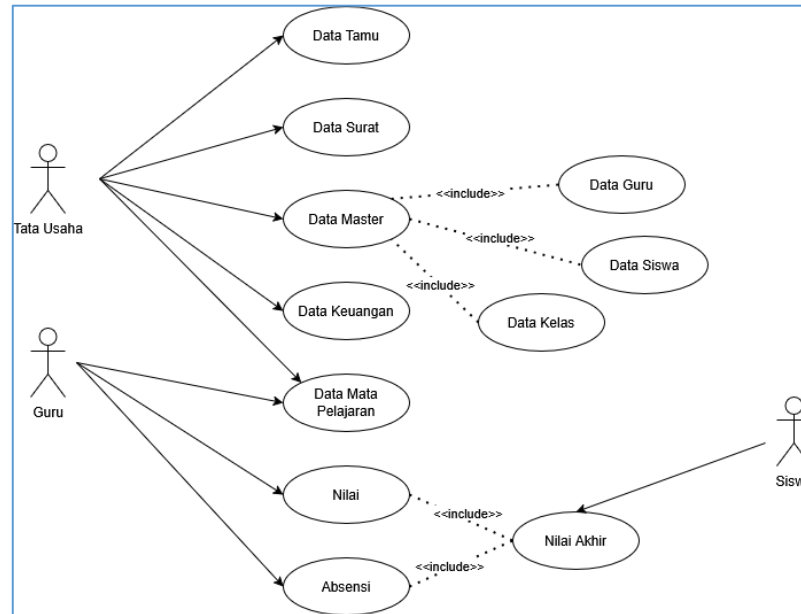 Data Tamu
Data Surat
Tata Usaha
Data Master
<<include>>
Data Guru
<<include>>
Data Siswa
<<include>>
Data Kelas
Data Keuangan
Guru
Data Mata
Pelajaran
Nilai
<<include>>
Absensi
<<include>>
Nilai Akhir
Sisw